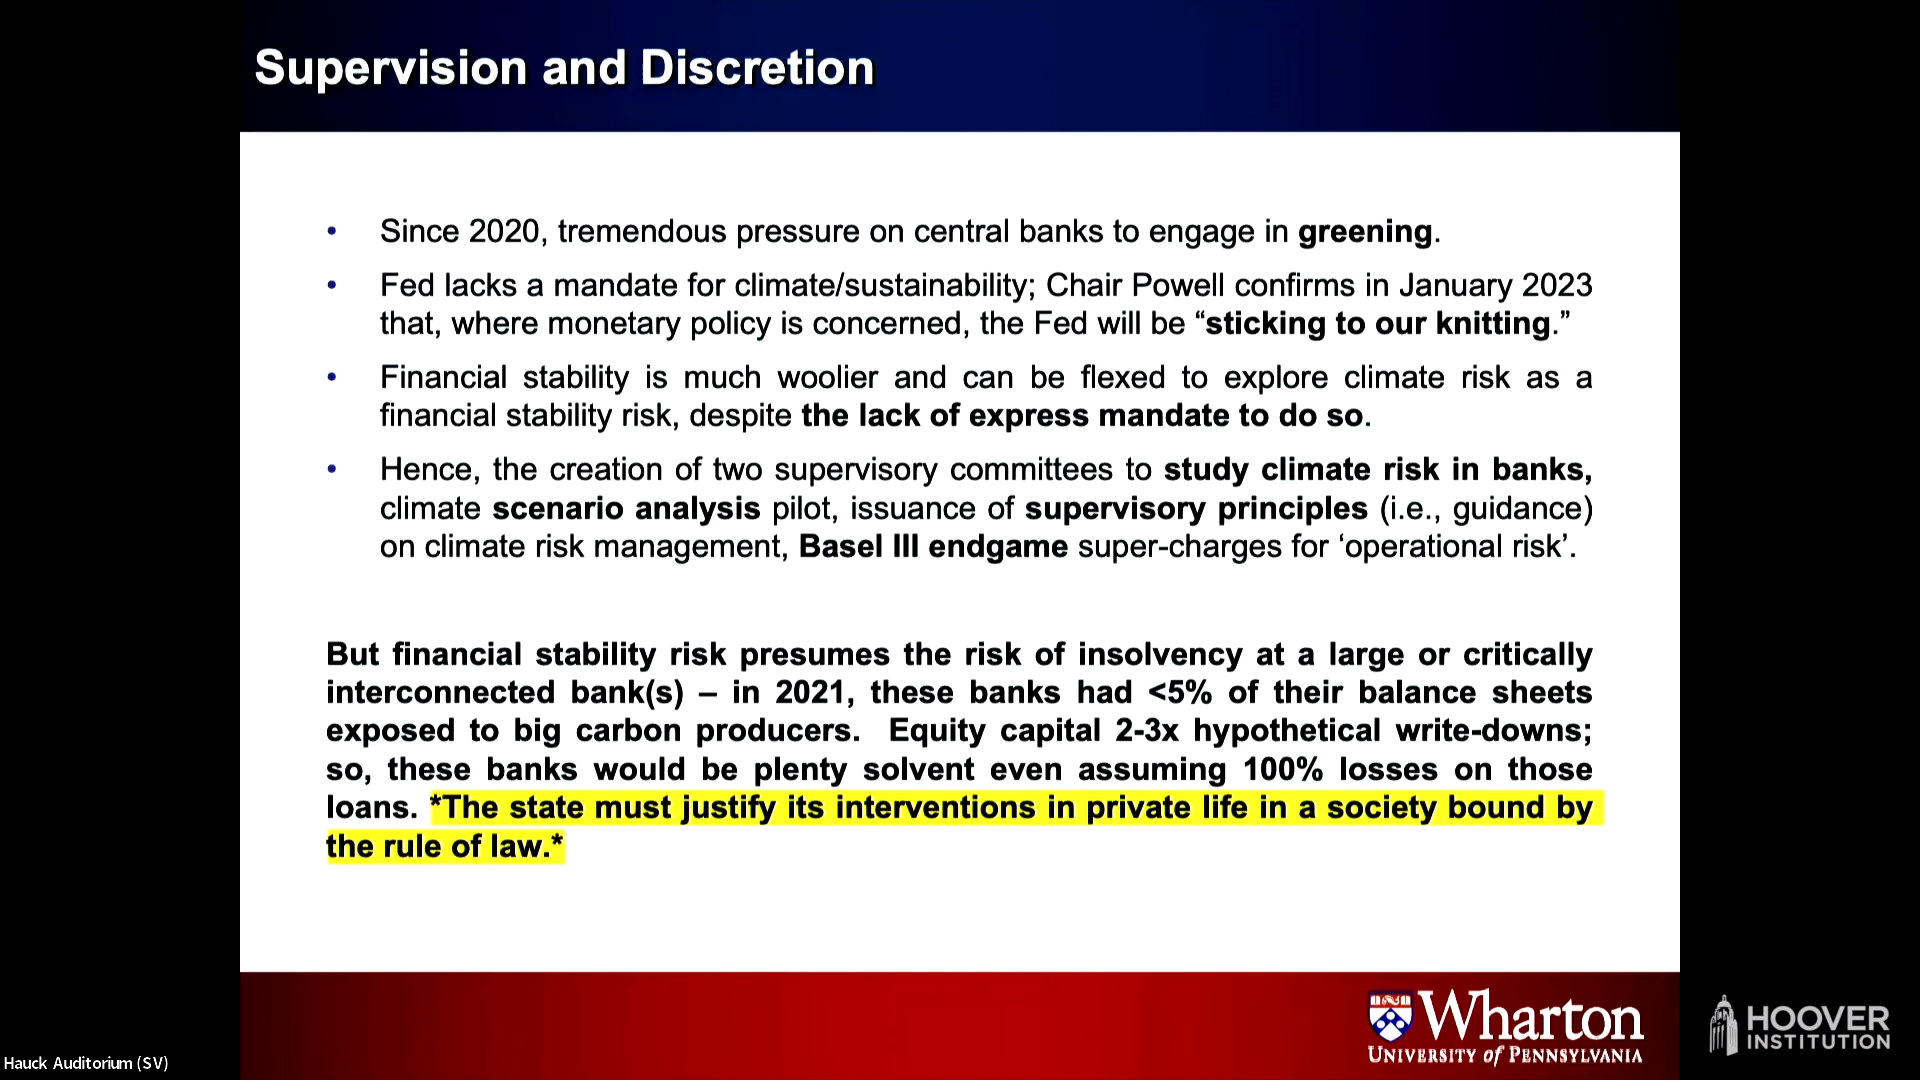 Supervision and Discretion
• Since 2020, tremendous pressure on central banks to engage in greening.
• Fed lacks a mandate for climate/sustainability; Chair Powell confirms in January 2023
that, where monetary policy is concerned, the Fed will be “sticking to our knitting.”
• Financial stability is much woolier and can be flexed to explore climate risk as a
financial stability risk, despite the lack of express mandate to do so.
• Hence, the creation of two supervisory committees to study climate risk in banks,
climate scenario analysis pilot, issuance of supervisory principles (i.e., guidance)
on climate risk management, Basel III endgame super-charges for ‘operational risk’.
But financial stability risk presumes the risk of insolvency at a large or critically
interconnected bank(s) – in 2021, these banks had <5% of their balance sheets
exposed to big carbon producers.  Equity capital 2-3x hypothetical write-downs;
so, these banks would be plenty solvent even assuming 100% losses on those
loans. *The state must justify its interventions in private life in a society bound by
the rule of law.*
Wharton
UNIVERSITY of PENNSYLVANIA
HOOVER
INSTITUTION
Hauck Auditorium (SV)